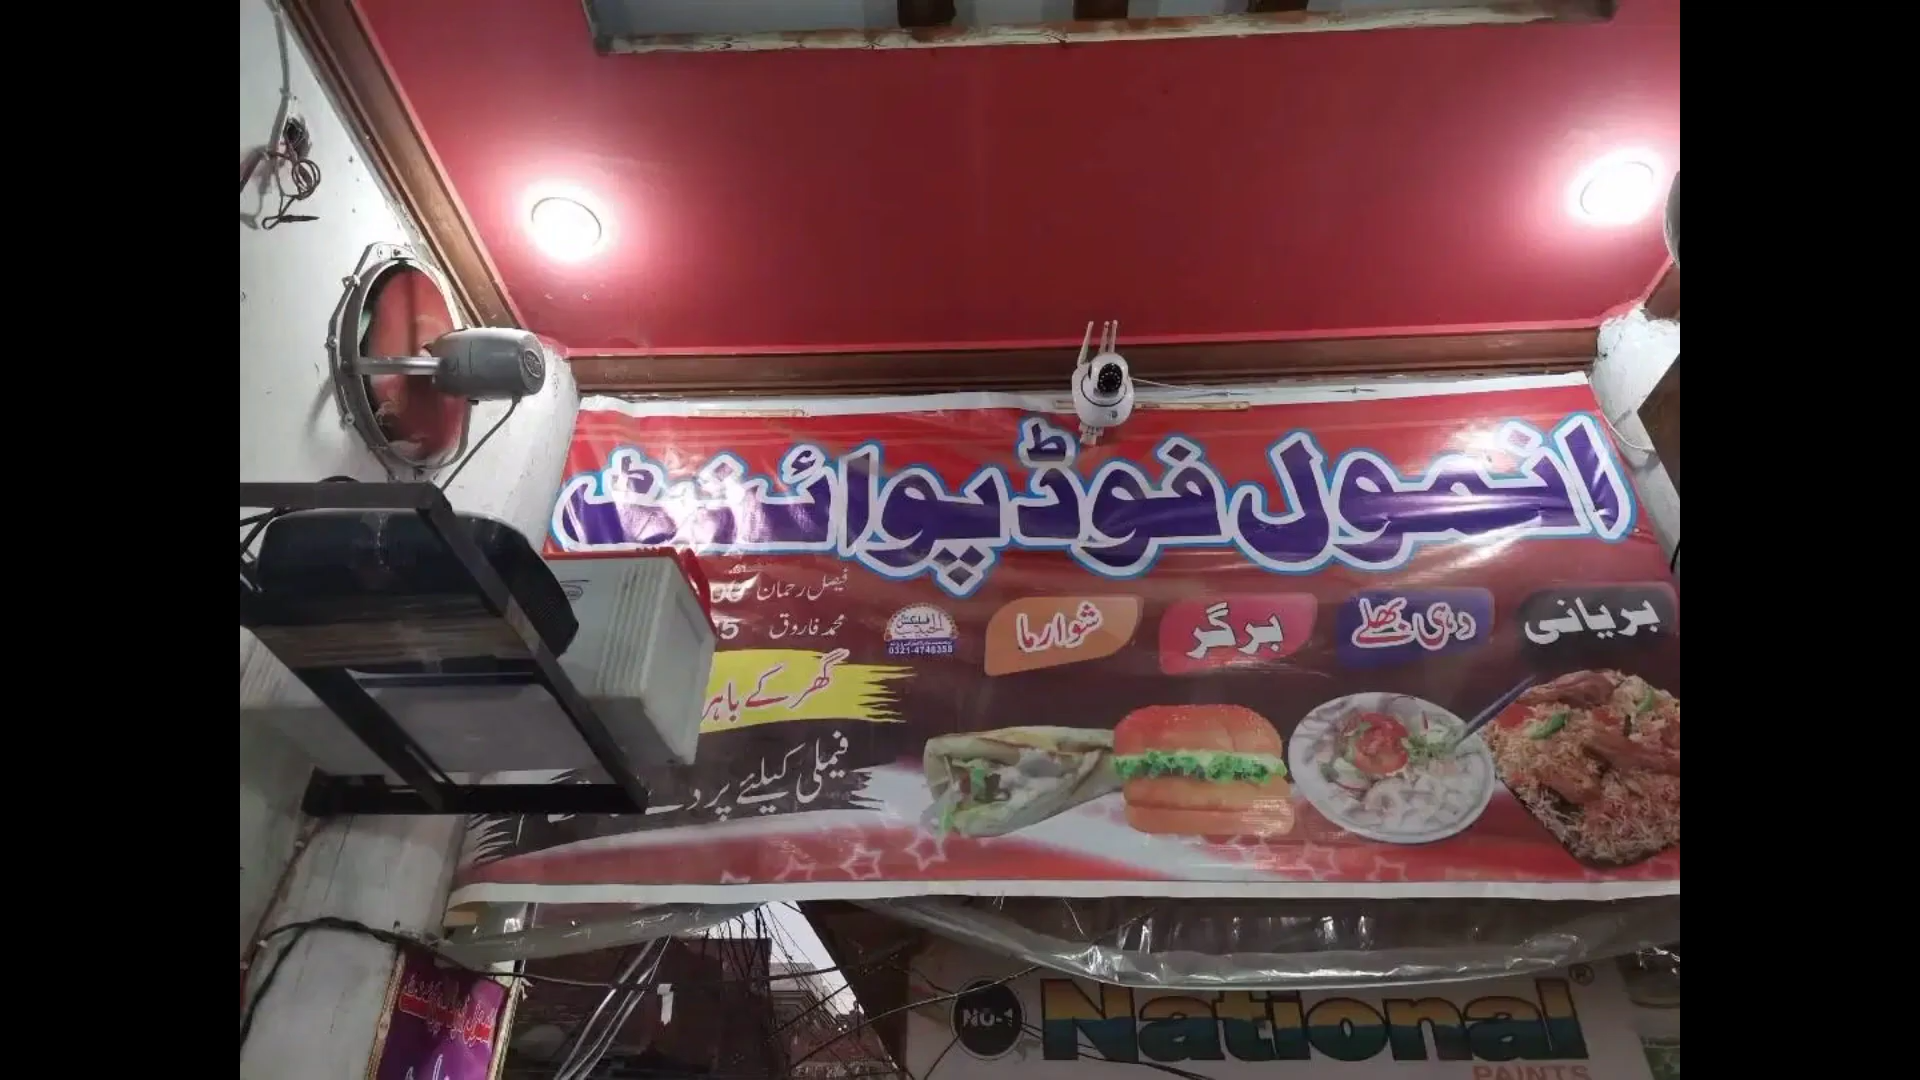 انمول فوڈ پوائنٹ
بریانی
دہی بھلے
برگر
شوارما
فیصل رحمان
محمد فاروق
0321-4746355
گھر کے باہر
فیملی کیلئے پردے
NO-1 National®
PAINTS